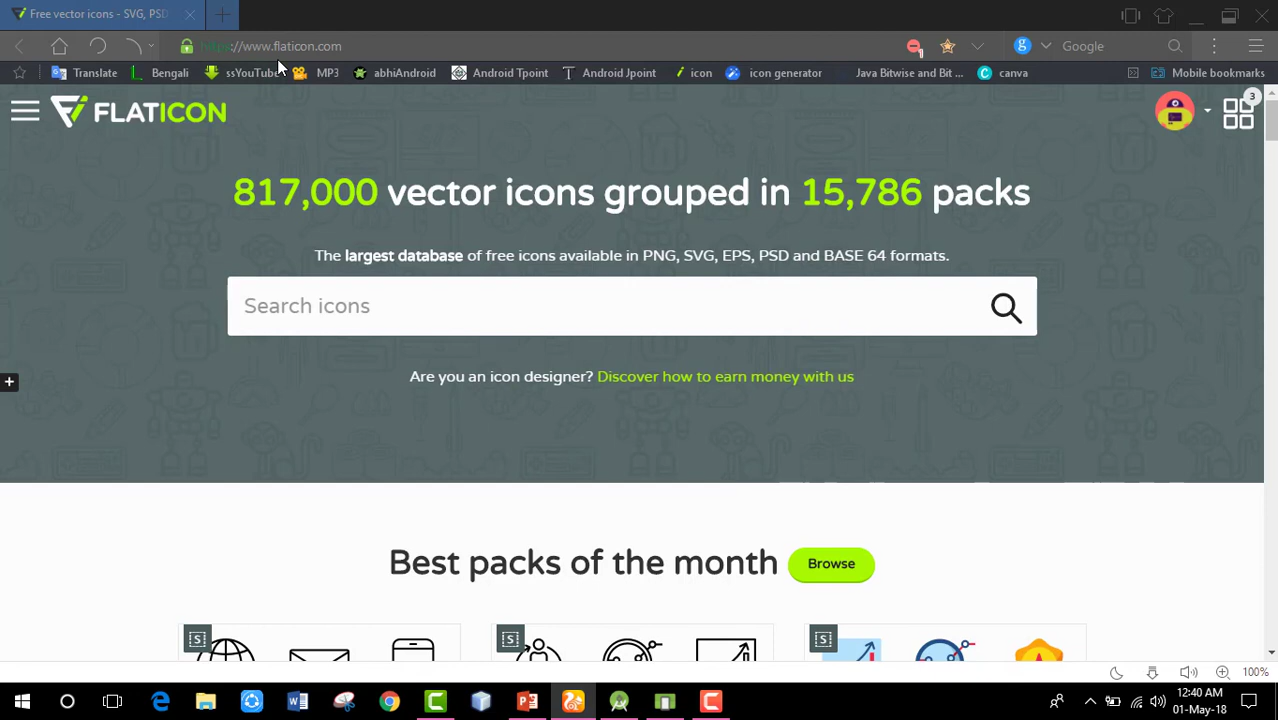 Free vector icons - SVG, PSD
https://www.flaticon.com
Google
Translate
Bengali
ssYouTube
MP3
abhiAndroid
Android Tpoint
Android Jpoint
icon
icon generator
Java Bitwise and Bit ...
canva
Mobile bookmarks
FLATICON
3
817,000 vector icons grouped in 15,786 packs
The largest database of free icons available in PNG, SVG, EPS, PSD and BASE 64 formats.
Search icons
Are you an icon designer? Discover how to earn money with us
Best packs of the month
Browse
S
S
S
100%
12:40 AM
01-May-18